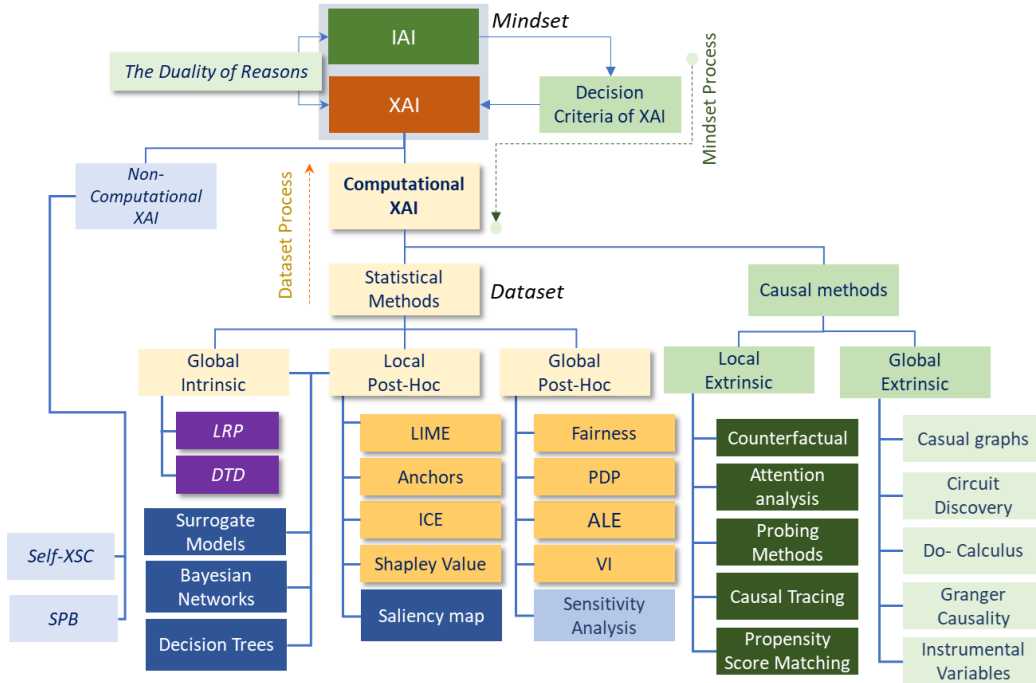 IAI
Mindset
The Duality of Reasons
XAI
Decision
Criteria of XAI
Mindset Process
Non-
Computational
XAI
Dataset Process
Computational
XAI
Statistical
Methods
Dataset
Causal methods
Global
Intrinsic
Local
Post-Hoc
Global
Post-Hoc
Local
Extrinsic
Global
Extrinsic
LRP
DTD
Surrogate
Models
Bayesian
Networks
Decision Trees
LIME
Anchors
ICE
Shapley Value
Saliency map
Fairness
PDP
ALE
VI
Sensitivity
Analysis
Counterfactual
Attention
analysis
Probing
Methods
Causal Tracing
Propensity
Score Matching
Casual graphs
Circuit
Discovery
Do- Calculus
Granger
Causality
Instrumental
Variables
Self-XSC
SPB